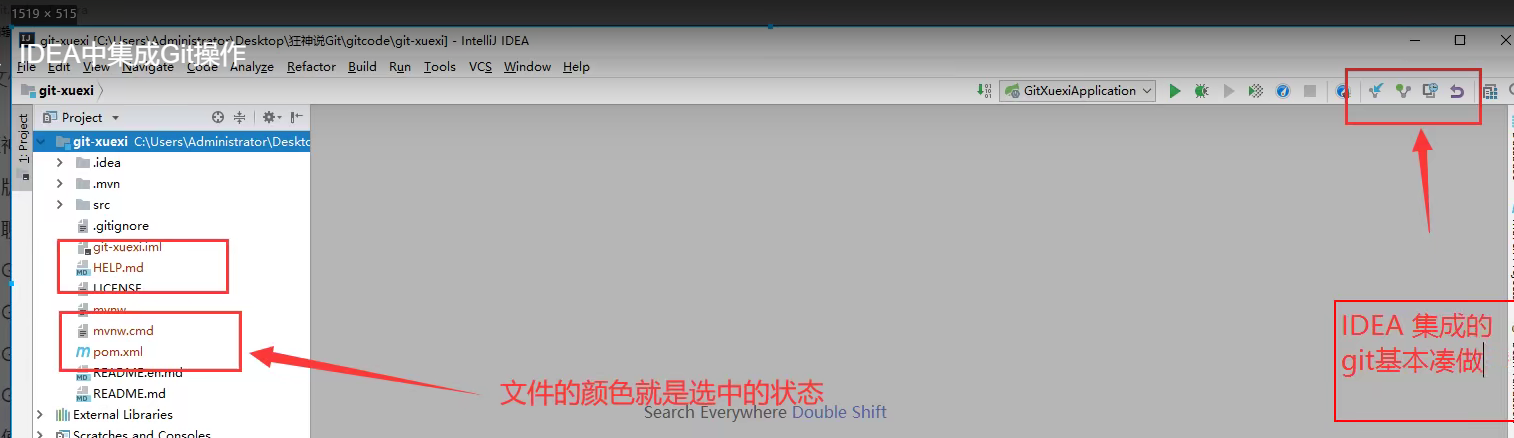 1519 × 515
git-xuexi [C:\Users\Administrator\Desktop\狂神说Git\gitcode\git-xuexi] - IntelliJ IDEA
IDEA中集成Git操作
File Edit View Navigate Code Analyze Refactor Build Run Tools VCS Window Help
git-xuexi
GitXuexiApplication
Project
1: Project
git-xuexi C:\Users\Administrator\Deskto
.idea
.mvn
src
.gitignore
git-xuexi.iml
HELP.md
LICENSE
mvnw
mvnw.cmd
pom.xml
README.en.md
README.md
External Libraries
Scratches and Consoles
文件的颜色就是选中的状态
Search Everywhere Double Shift
IDEA 集成的
git基本凑做